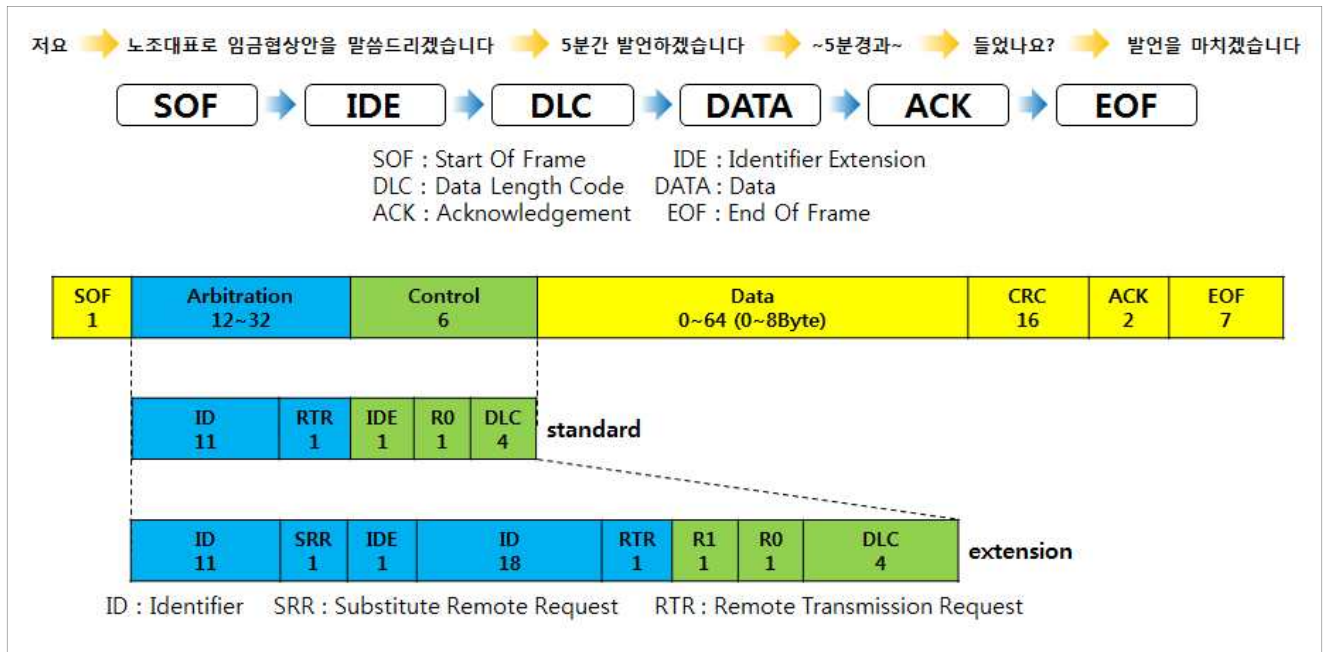 저요 노조대표로 임금협상안을 말씀드리겠습니다 5분간 발언하겠습니다 ~5분경과~ 들었나요? 발언을 마치겠습니다
SOF IDE DLC DATA ACK EOF
SOF : Start Of Frame IDE : Identifier Extension
DLC : Data Length Code DATA : Data
ACK : Acknowledgement EOF : End Of Frame
SOF Arbitration Control Data CRC ACK EOF
1 12~32 6 0~64 (0~8Byte) 16 2 7
ID RTR IDE R0 DLC
11 1 1 1 4
standard
ID SRR IDE ID RTR R1 R0 DLC
11 1 1 18 1 1 1 4
extension
ID : Identifier SRR : Substitute Remote Request RTR : Remote Transmission Request